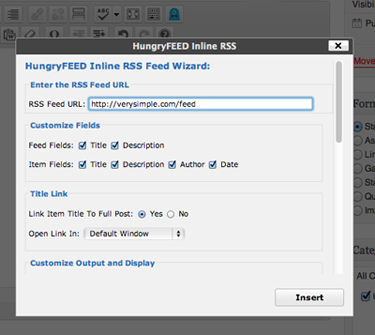 Visibi
Pu
HungryFEED Inline RSS
Move
HungryFEED Inline RSS Feed Wizard:
Enter the RSS Feed URL
RSS Feed URL: http://verysimple.com/feed
Form
Customize Fields
Sta
Feed Fields: Title Description
As
Item Fields: Title Description Author Date
Lin
Ga
Title Link
Sta
Link Item Title To Full Post: Yes No
Qu
Open Link In: Default Window
Im
Customize Output and Display
Categ
All C
Insert